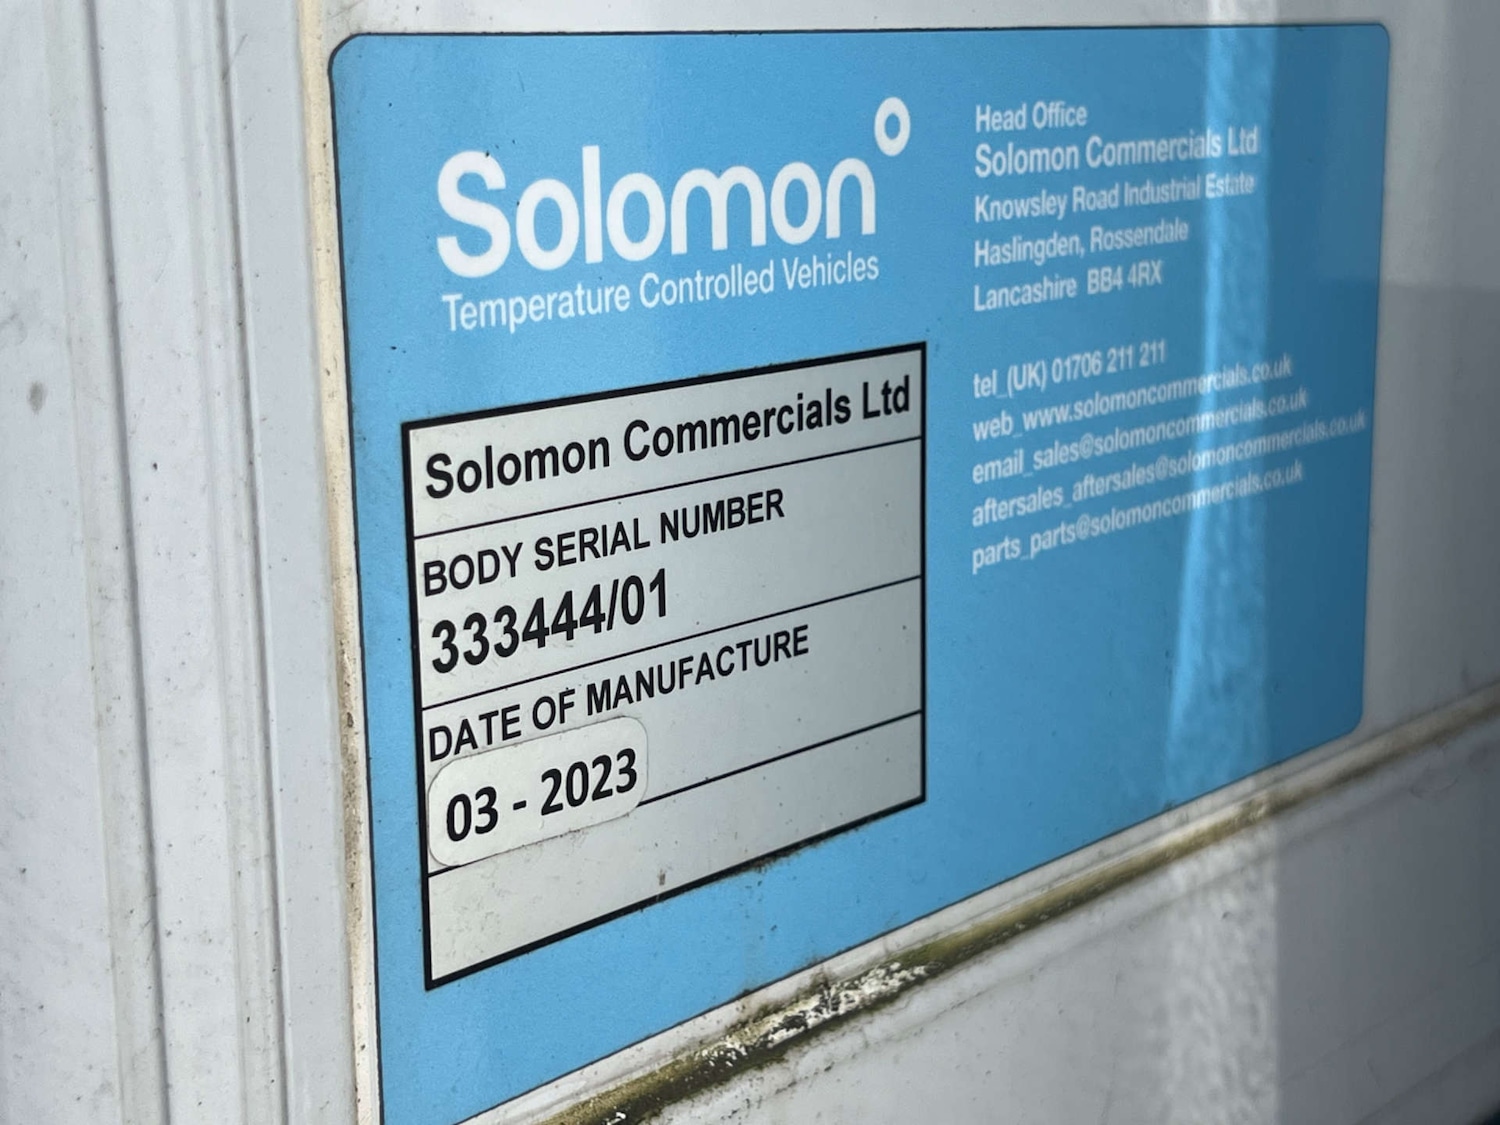 Solomon°
Temperature Controlled Vehicles
Solomon Commercials Ltd
BODY SERIAL NUMBER
333444/01
DATE OF MANUFACTURE
03 - 2023
Head Office
Solomon Commercials Ltd
Knowsley Road Industrial Estate
Haslingden, Rossendale
Lancashire BB4 4RX
tel_(UK) 01706 211 211
web_www.solomoncommercials.co.uk
email_sales@solomoncommercials.co.uk
aftersales_aftersales@solomoncommercials.co.uk
parts_parts@solomoncommercials.co.uk